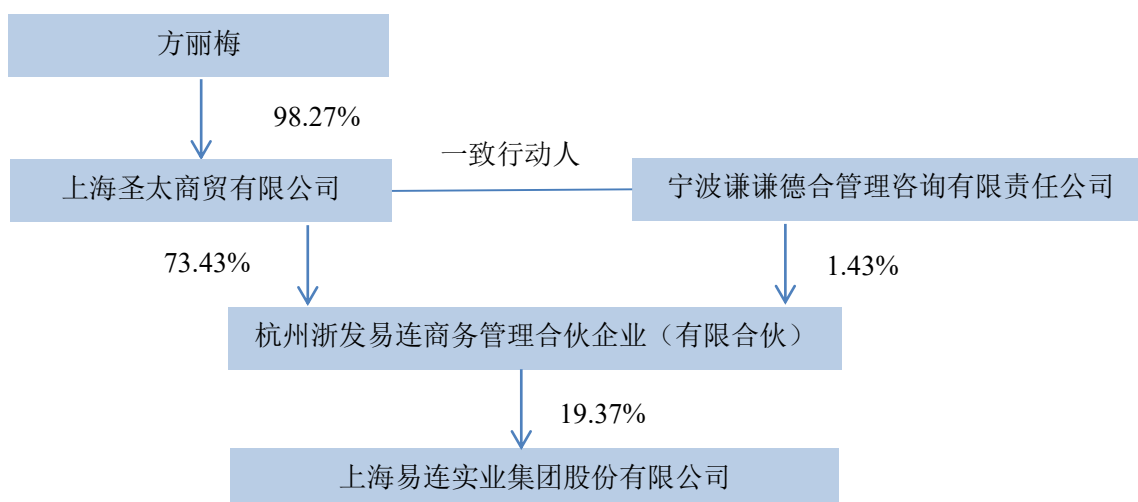 方丽梅
98.27%
一致行动人
上海圣太商贸有限公司
宁波谦谦德合管理咨询有限责任公司
73.43%
1.43%
杭州浙发易连商务管理合伙企业（有限合伙）
19.37%
上海易连实业集团股份有限公司